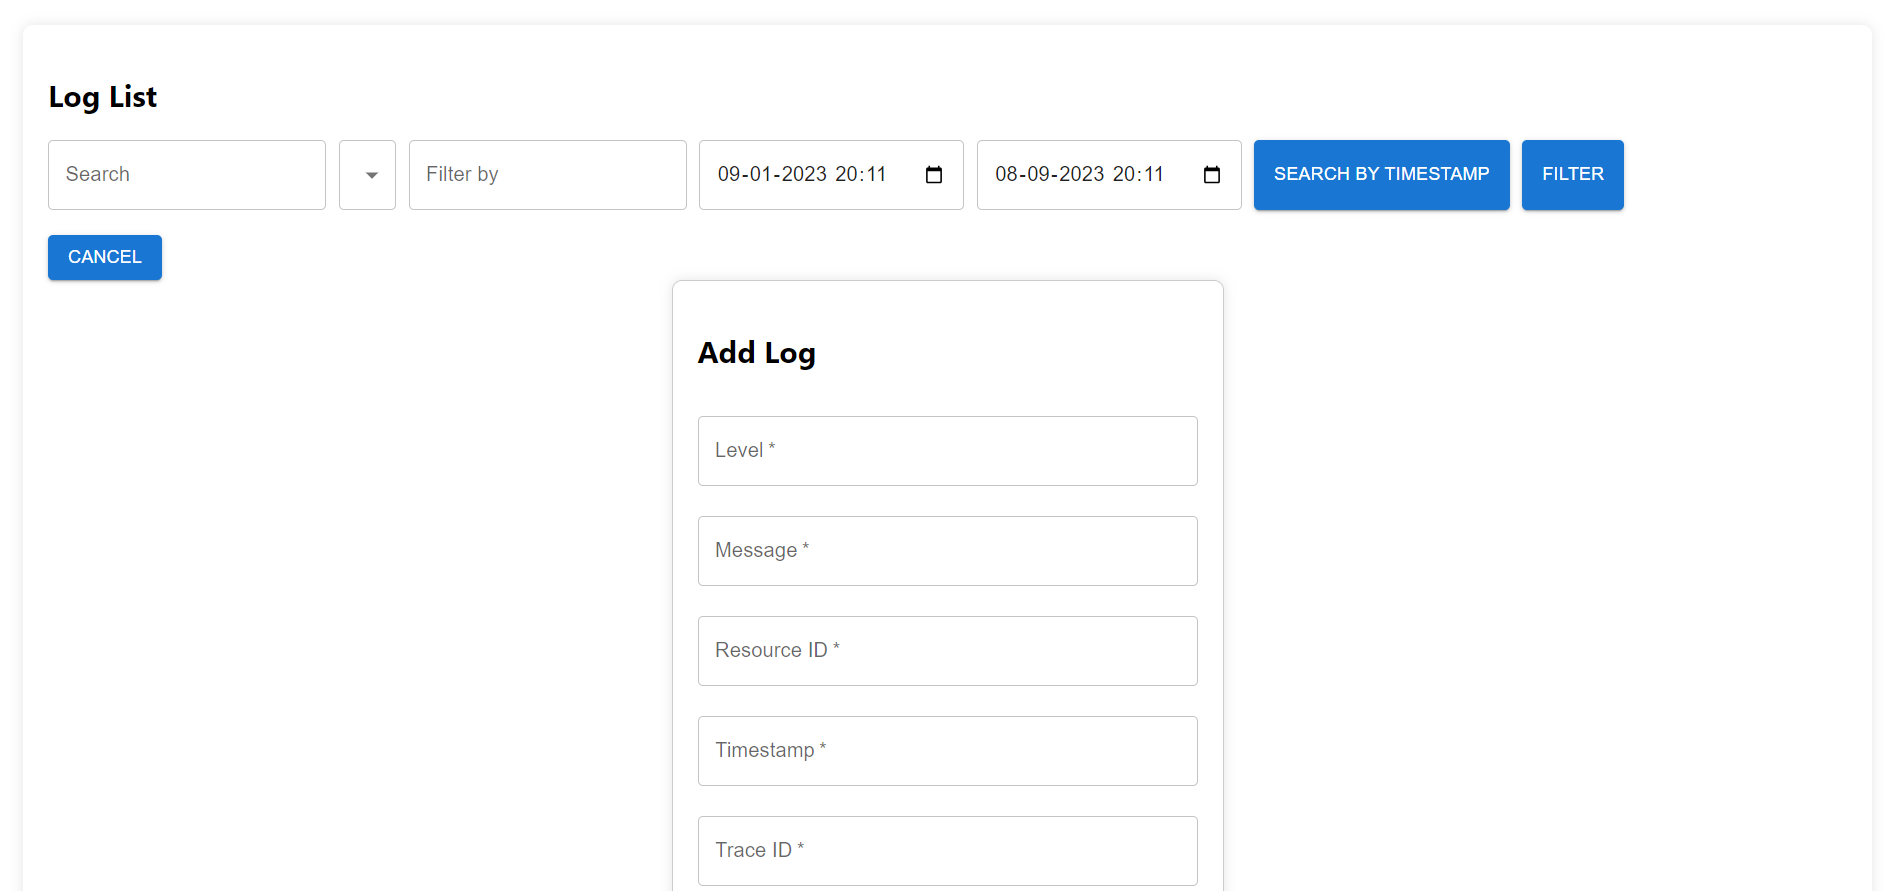 Log List
Search Filter by 09-01-2023 20:11 08-09-2023 20:11 SEARCH BY TIMESTAMP FILTER
CANCEL
Add Log
Level *
Message *
Resource ID *
Timestamp *
Trace ID *